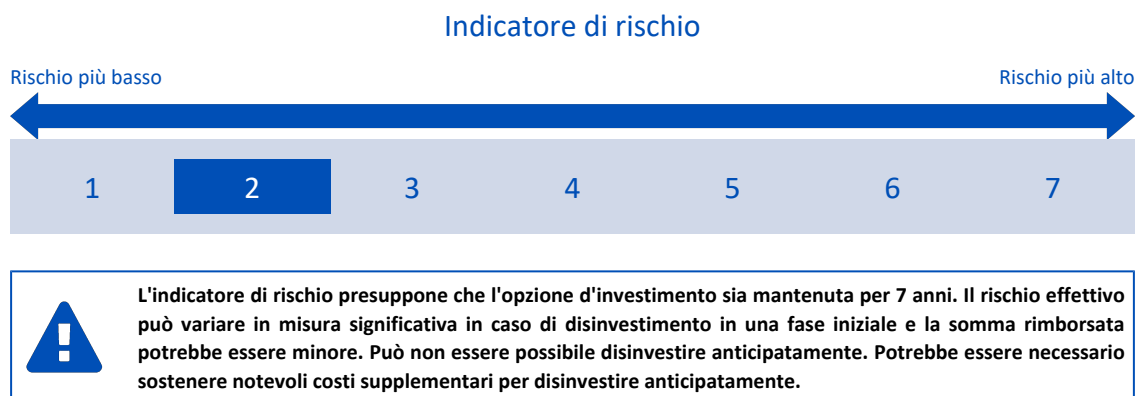 Indicatore di rischio
Rischio più basso Rischio più alto
1 2 3 4 5 6 7
L'indicatore di rischio presuppone che l'opzione d'investimento sia mantenuta per 7 anni. Il rischio effettivo
può variare in misura significativa in caso di disinvestimento in una fase iniziale e la somma rimborsata
potrebbe essere minore. Può non essere possibile disinvestire anticipatamente. Potrebbe essere necessario
sostenere notevoli costi supplementari per disinvestire anticipatamente.